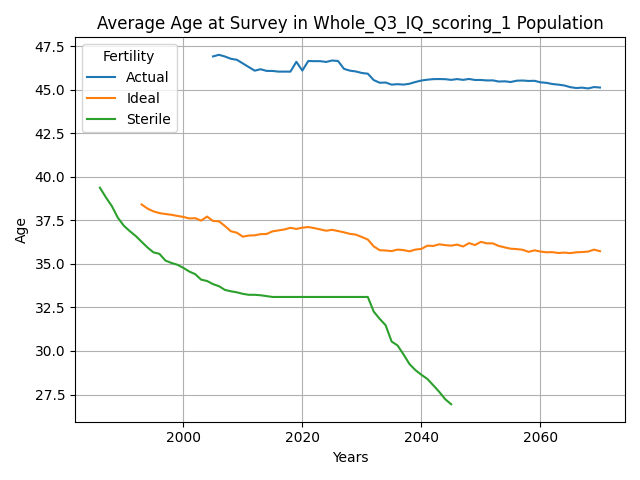 Average Age at Survey in Whole_Q3_IQ_scoring_1 Population
Fertility
Actual
Ideal
Sterile
47.5
45.0
42.5
40.0
37.5
35.0
32.5
30.0
27.5
Age
2000
2020
2040
2060
Years